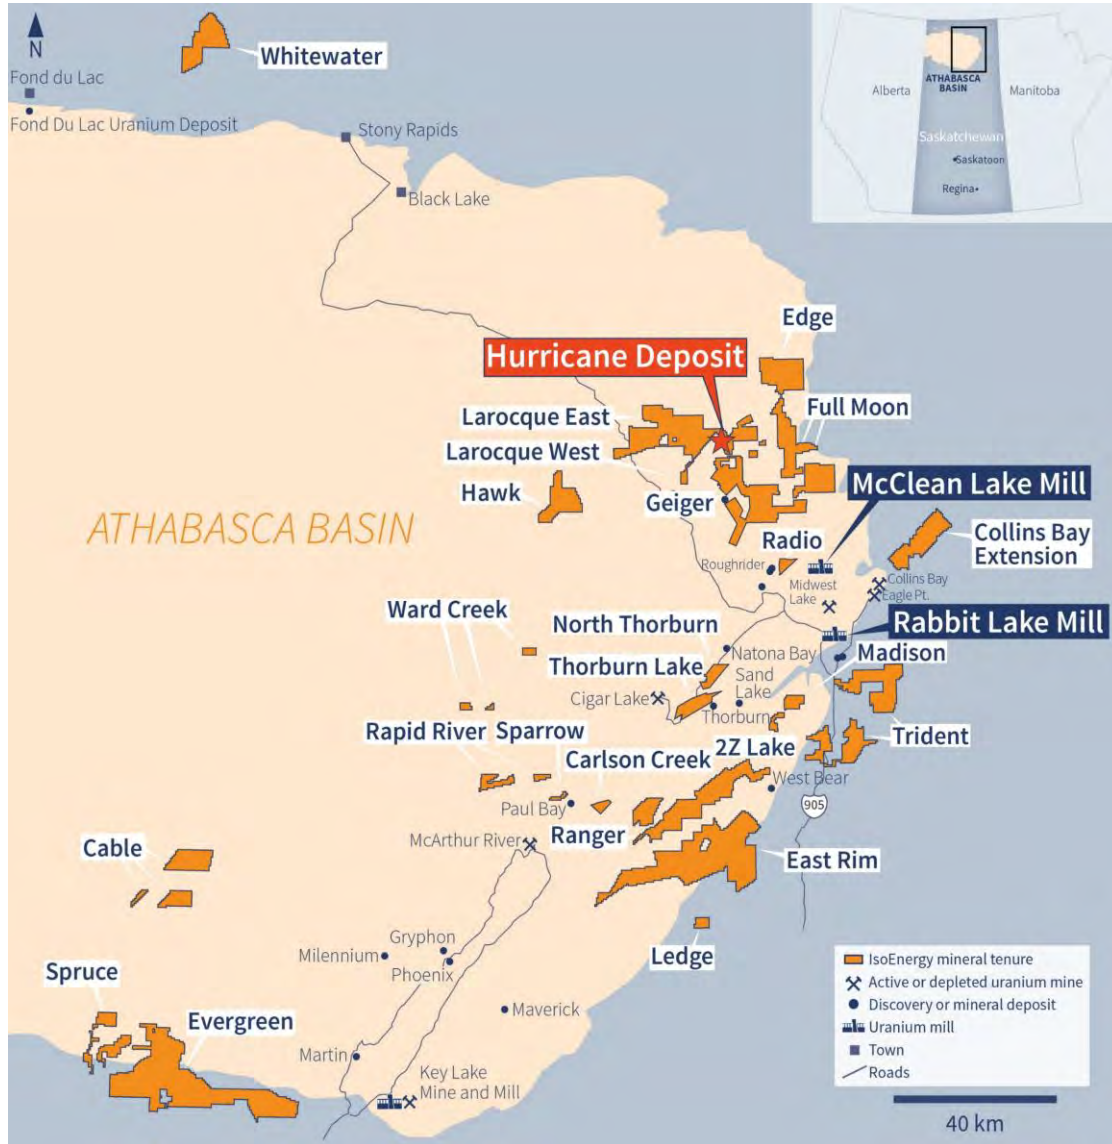 N
Whitewater
Fond du Lac
Fond Du Lac Uranium Deposit
Stony Rapids
Black Lake
Alberta
ATHABASCA
BASIN
Manitoba
Saskatchewan
Saskatoon
Regina
Edge
Hurricane Deposit
Full Moon
Larocque East
Larocque West
Hawk
Geiger
McClean Lake Mill
ATHABASCA BASIN
Radio
Collins Bay
Extension
Roughrider
Midwest
Lake
Collins Bay
Eagle Pt.
Ward Creek
North Thorburn
Rabbit Lake Mill
Natona Bay
Madison
Thorburn Lake
Sand
Lake
Cigar Lake
Thorburn
Rapid River
Sparrow
Trident
Carlson Creek
2Z Lake
West Bear
905
Paul Bay
Ranger
McArthur River
Cable
East Rim
Gryphon
Milennium
Phoenix
Ledge
Spruce
Maverick
Evergreen
Martin
Key Lake
Mine and Mill
IsoEnergy mineral tenure
Active or depleted uranium mine
Discovery or mineral deposit
Uranium mill
Town
Roads
40 km